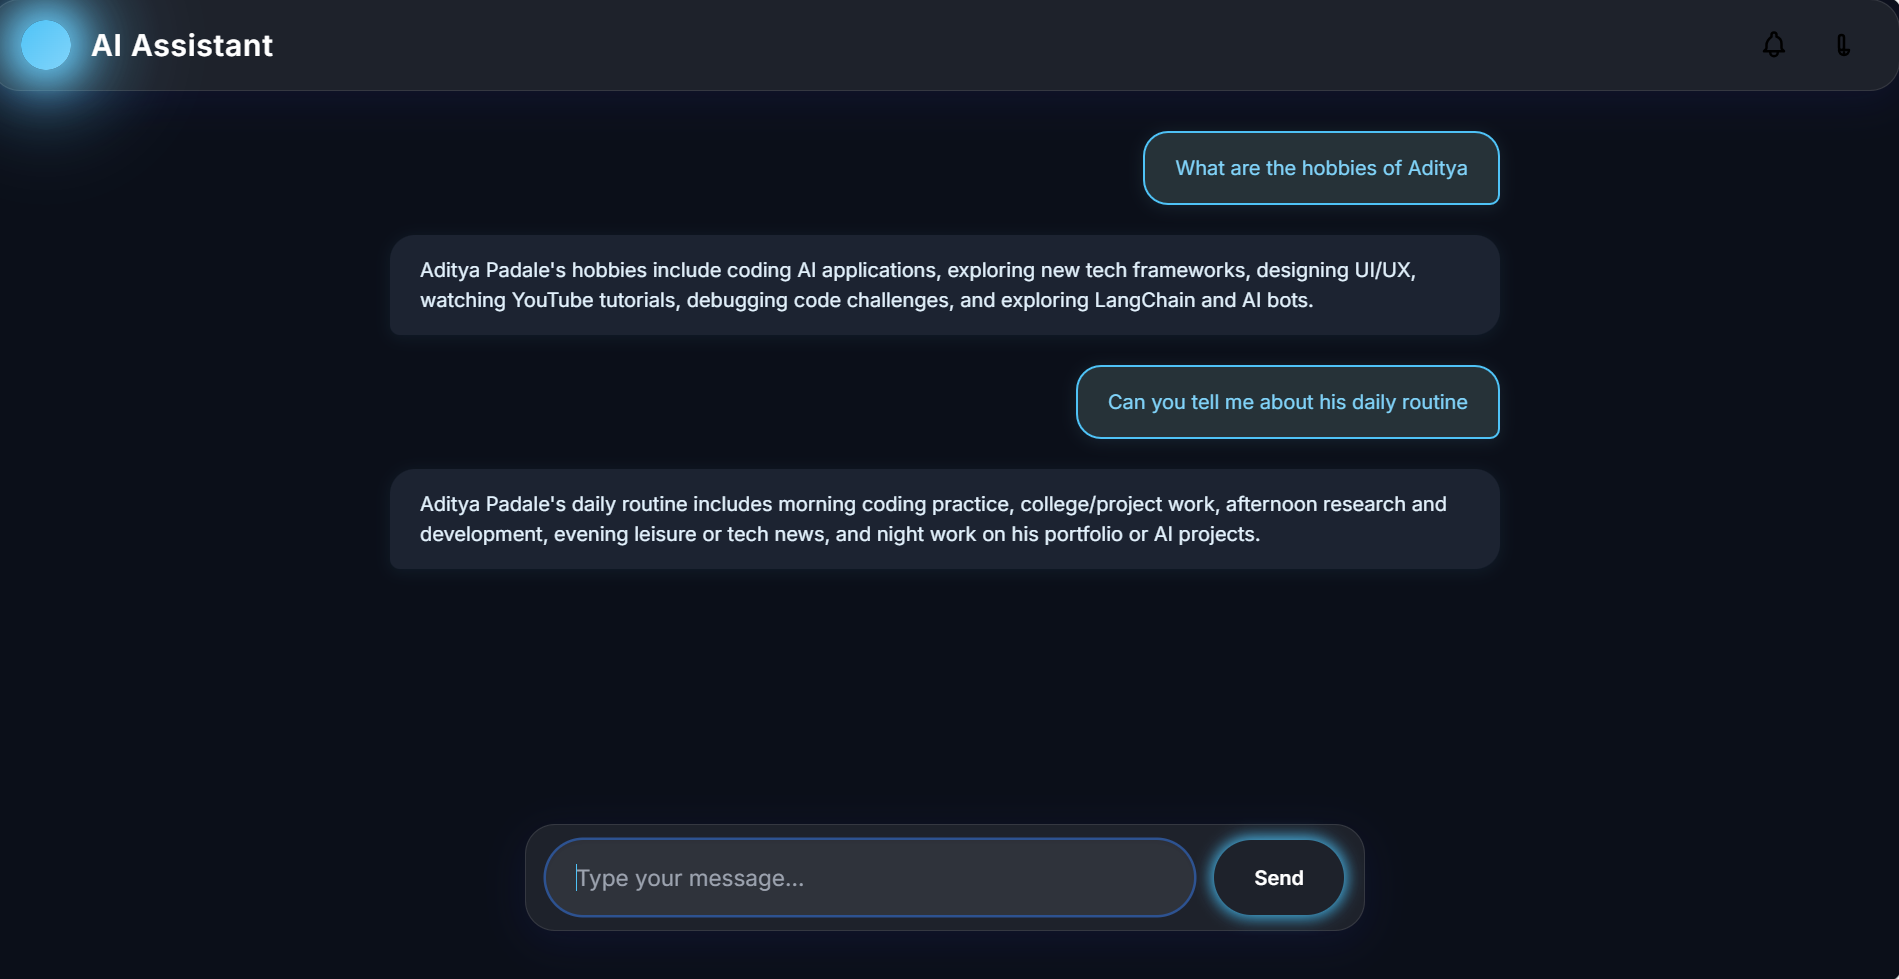 AI Assistant
What are the hobbies of Aditya
Aditya Padale's hobbies include coding AI applications, exploring new tech frameworks, designing UI/UX,
watching YouTube tutorials, debugging code challenges, and exploring LangChain and AI bots.
Can you tell me about his daily routine
Aditya Padale's daily routine includes morning coding practice, college/project work, afternoon research and
development, evening leisure or tech news, and night work on his portfolio or AI projects.
Type your message...
Send